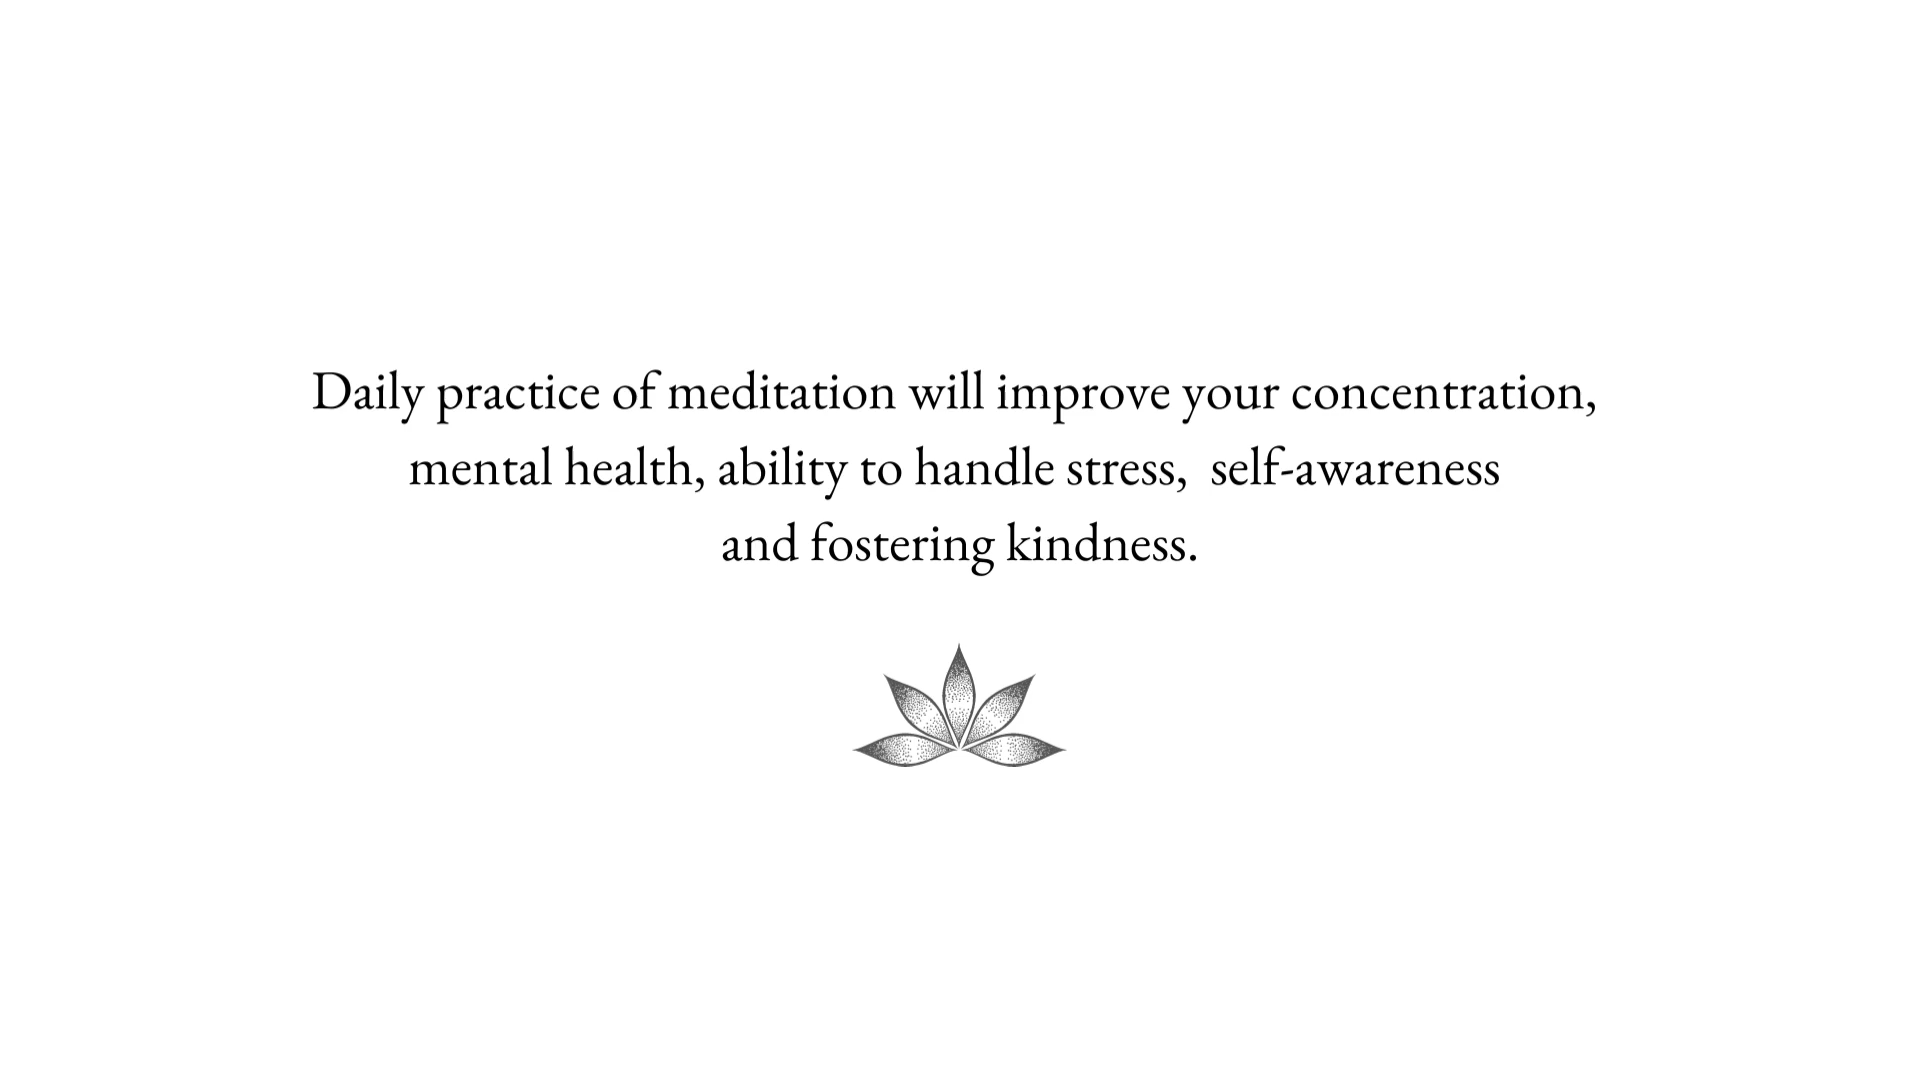 Daily practice of meditation will improve your concentration,
mental health, ability to handle stress,  self-awareness
and fostering kindness.